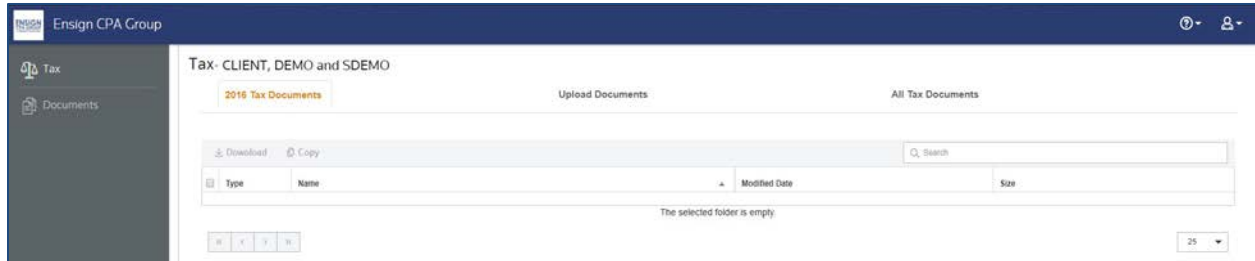 ENSIGN
Ensign CPA Group
Tax
Documents
Tax- CLIENT, DEMO and SDEMO
2016 Tax Documents Upload Documents All Tax Documents
Download Copy Search
Type Name Modified Date Size
The selected folder is empty
25